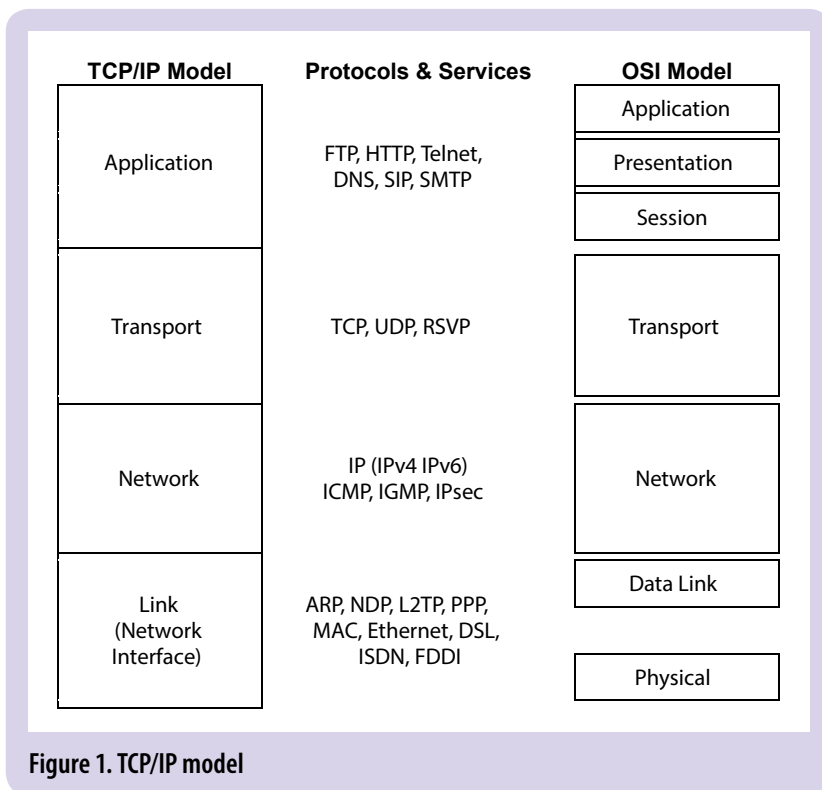 TCP/IP Model
Protocols & Services
OSI Model
Application
FTP, HTTP, Telnet,
DNS, SIP, SMTP
Application
Presentation
Session
Transport
TCP, UDP, RSVP
Transport
Network
IP (IPv4 IPv6)
ICMP, IGMP, IPsec
Network
Link
(Network
Interface)
ARP, NDP, L2TP, PPP,
MAC, Ethernet, DSL,
ISDN, FDDI
Data Link
Physical
Figure 1. TCP/IP model